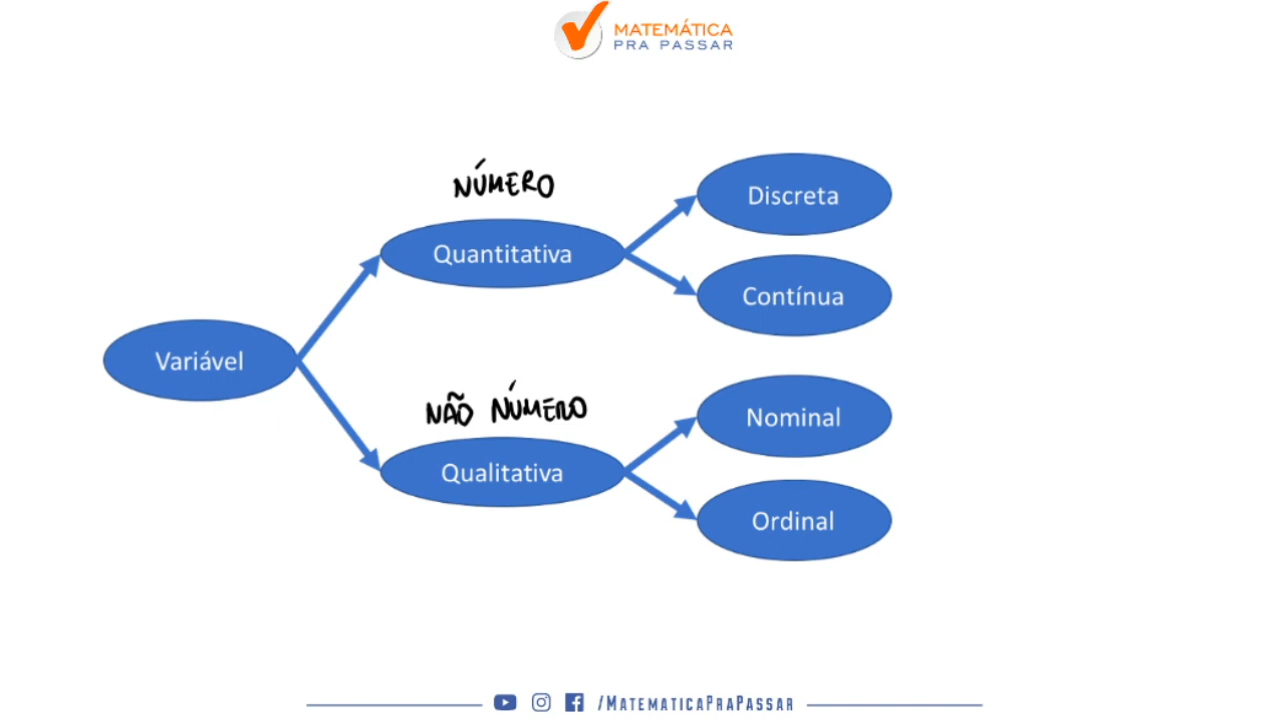 MATEMÁTICA
PRA PASSAR
NÚMERO
Discreta
Quantitativa
Contínua
Variável
NÃO NÚMERO
Nominal
Qualitativa
Ordinal
/MATEMATICAPRAPASSAR